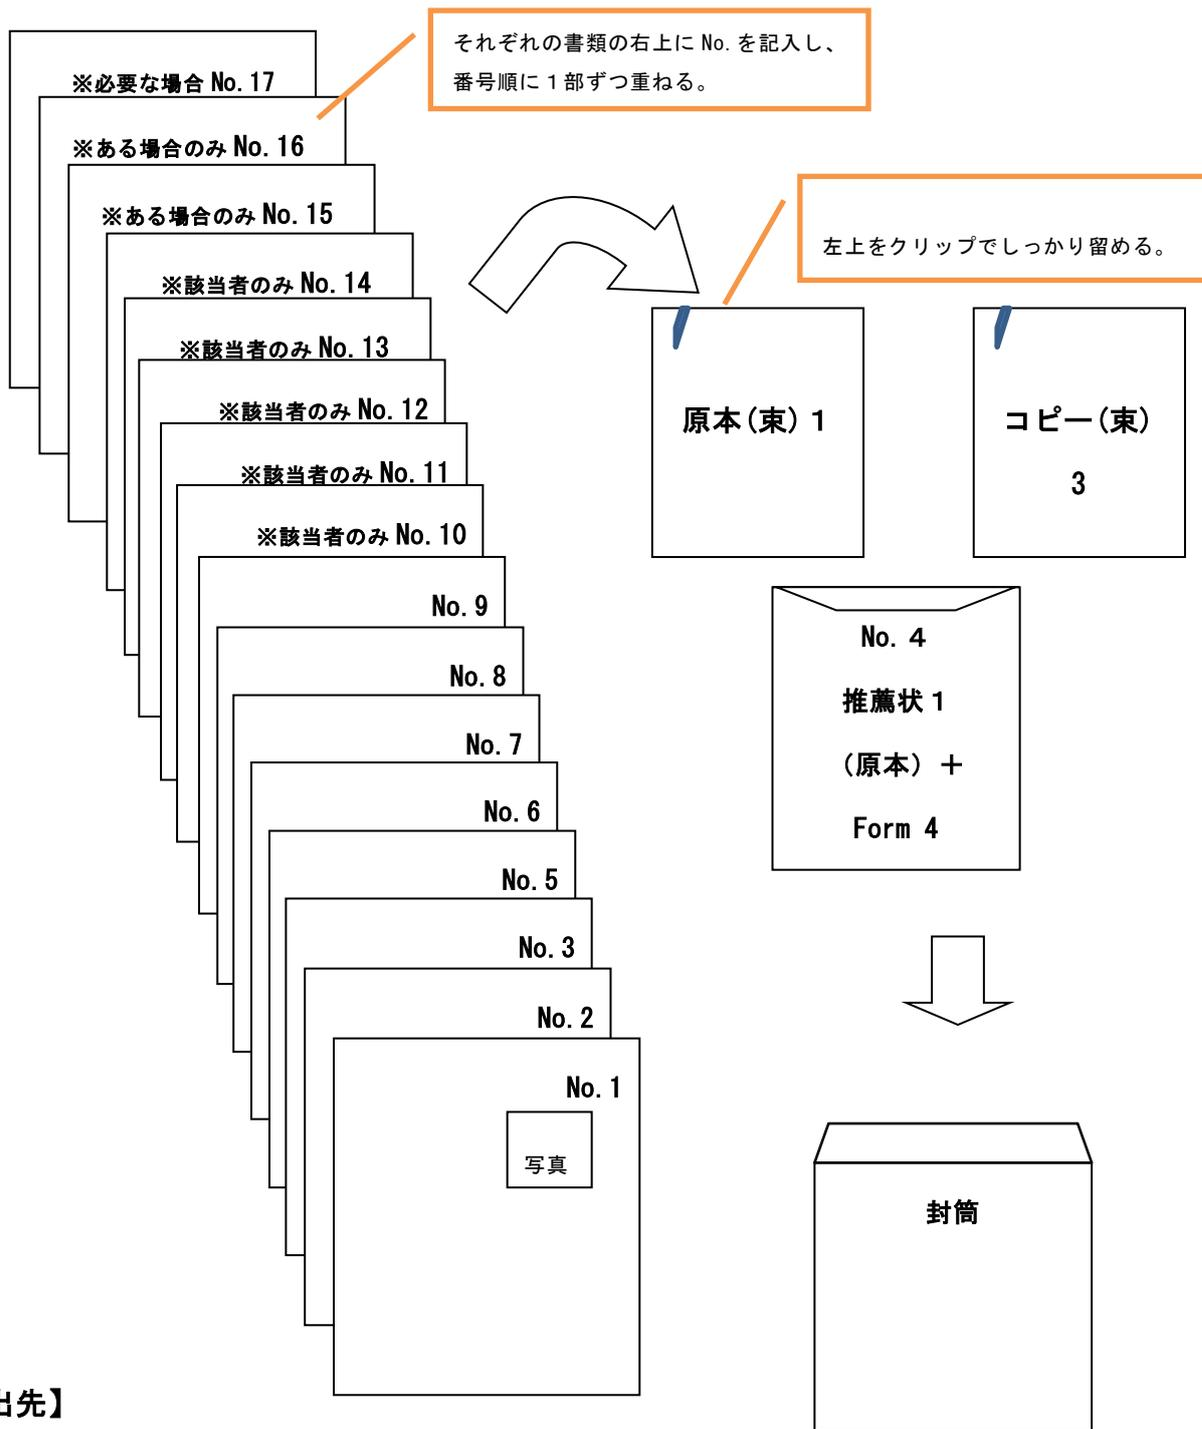 それぞれの書類の右上に No. を記入し、
番号順に１部ずつ重ねる。
※必要な場合 No. 17
※ある場合のみ No. 16
※ある場合のみ No. 15
※該当者のみ No. 14
※該当者のみ No. 13
※該当者のみ No. 12
※該当者のみ No. 11
※該当者のみ No. 10
No. 9
No. 8
No. 7
No. 6
No. 5
No. 3
No. 2
No. 1
写真
左上をクリップでしっかり留める。
原本(束) 1
コピー(束)
3
No. 4
推薦状 1
（原本）＋
Form 4
封筒
出先】